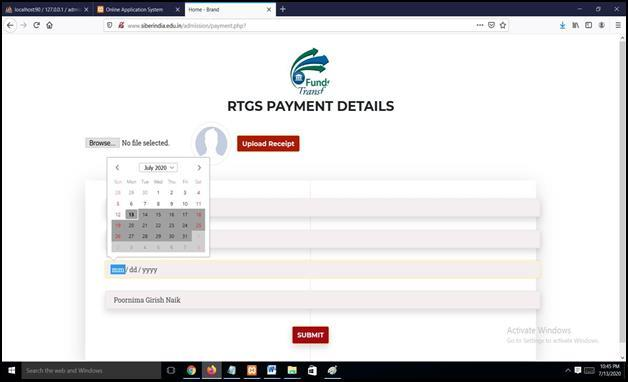 localhost:90 / 127.0.0.1 / admi
Online Application System
Home - Brand
www.siberindia.edu.in/admission/payment.php?
Fund
Transf
RTGS PAYMENT DETAILS
Browse... No file selected.
Upload Receipt
July 2020
Sun Mon Tue Wed Thu Fri Sat
28 29 30 1 2 3 4
5 6 7 8 9 10 11
12 13 14 15 16 17 18
19 20 21 22 23 24 25
26 27 28 29 30 31 1
2 3 4 5 6 7 8
mm / dd / yyyy
Poornima Girish Naik
SUBMIT
Activate Windows
Go to Settings to activate Windows.
Search the web and Windows
10:45 PM
7/13/2020